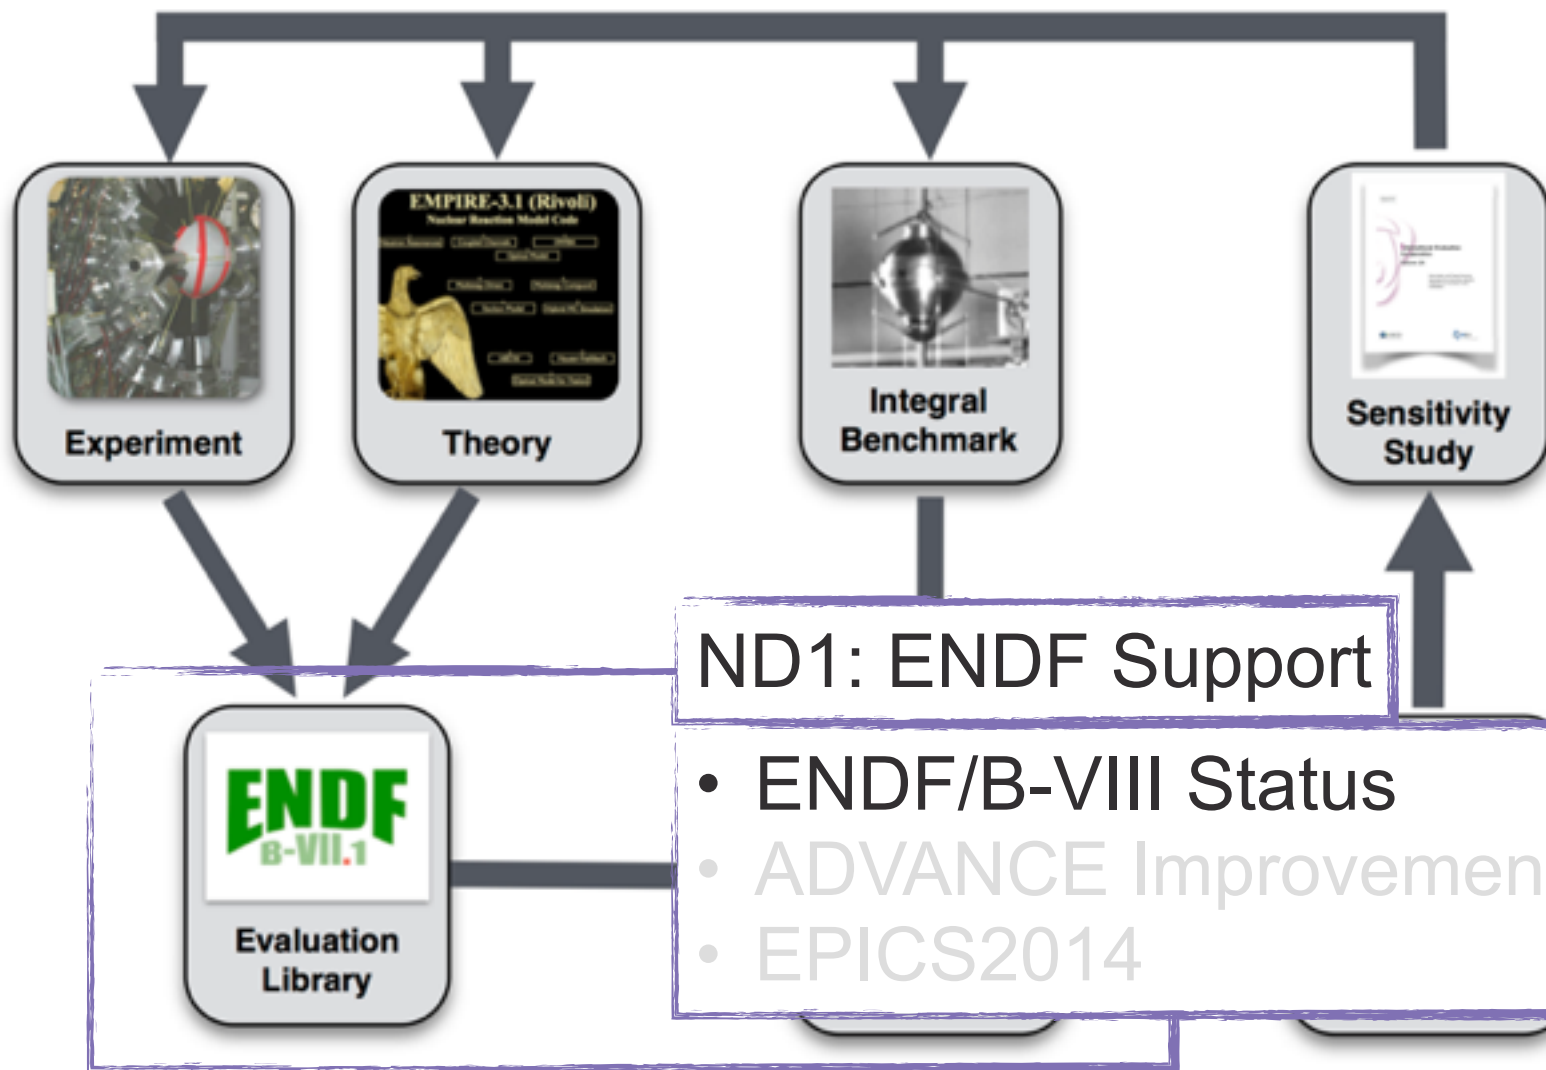 EMPIRE-3.1 (Rivoli)
Nuclear Reaction Model Code
Experiment
Theory
Integral
Benchmark
Sensitivity
Study
ND1: ENDF Support
• ENDF/B-VIII Status
• ADVANCE Improvemen
• EPICS2014
ENDF
B-VII.1
Evaluation
Library